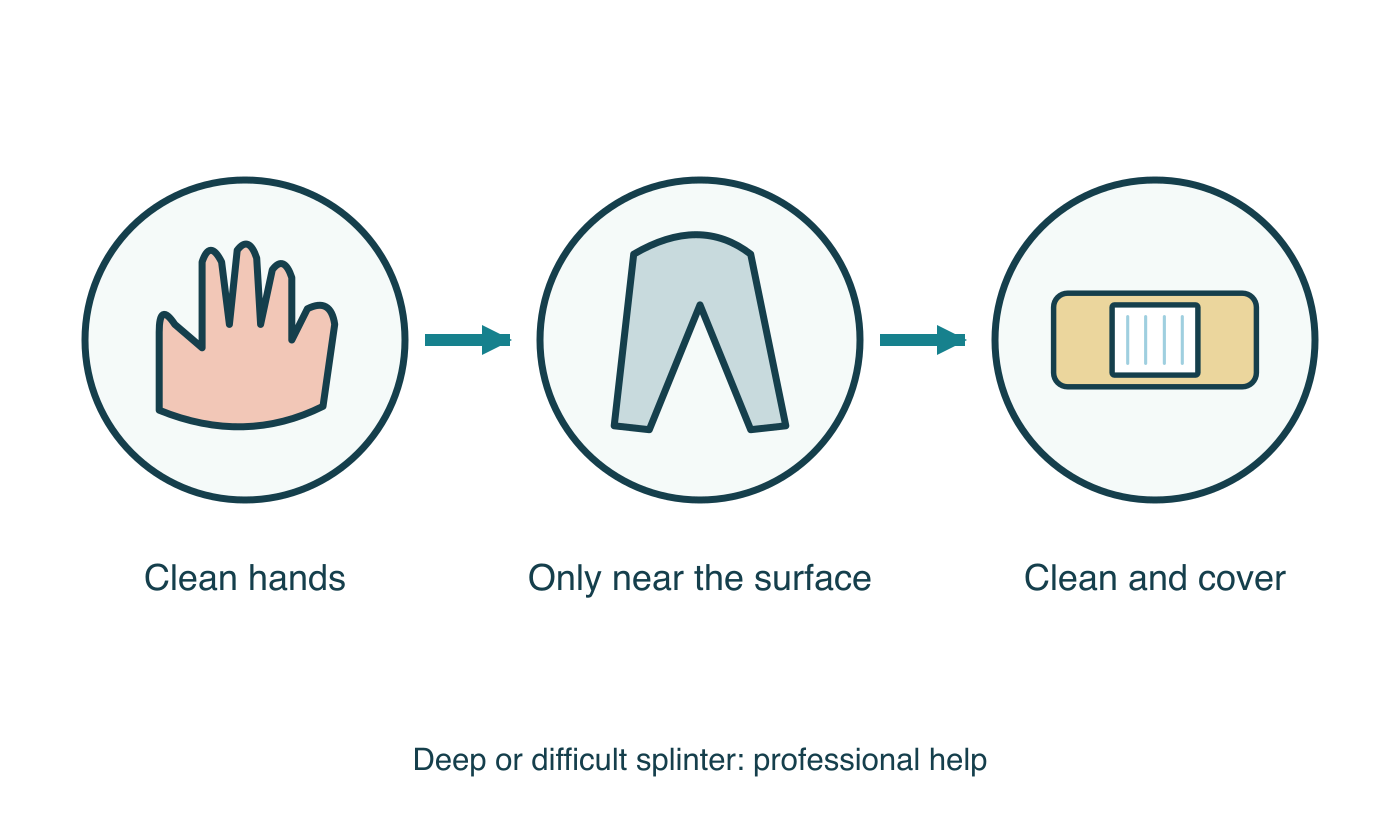 Clean hands
Only near the surface
Clean and cover
Deep or difficult splinter: professional help